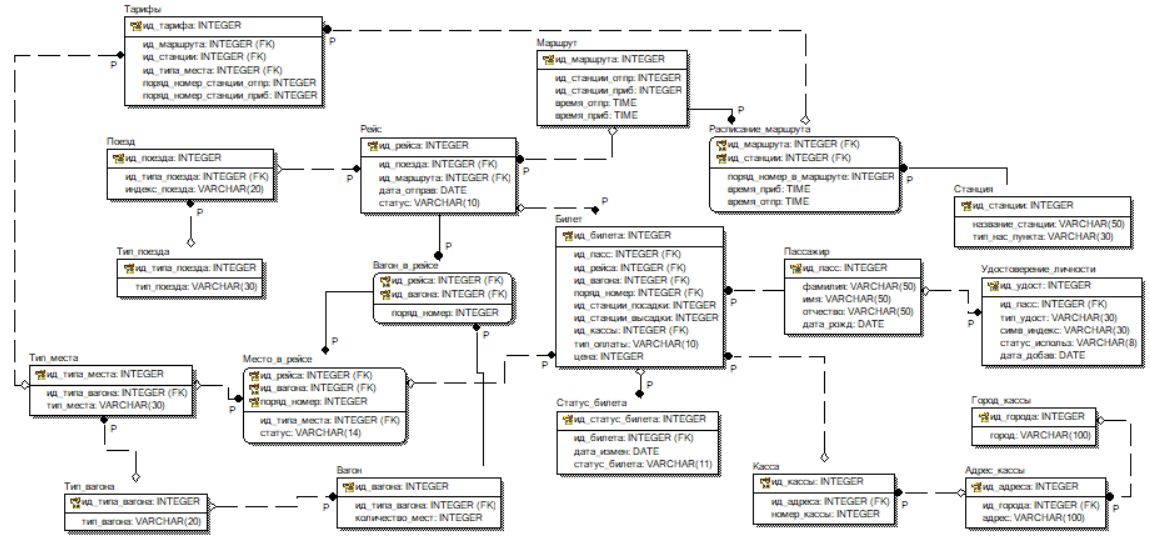 Тарифы
ид_тарифа: INTEGER
ид_маршрута: INTEGER (FK)
ид_станции: INTEGER (FK)
ид_типа_места: INTEGER (FK)
поряд_номер_станции_отпр: INTEGER
поряд_номер_станции_приб: INTEGER
P
P
Маршрут
ид_маршрута: INTEGER
ид_станции_отпр: INTEGER
ид_станции_приб: INTEGER
время_отпр: TIME
время_приб: TIME
P
P
Расписание_маршрута
ид_маршрута: INTEGER (FK)
ид_станции: INTEGER (FK)
поряд_номер_в_маршруте: INTEGER
время_приб: TIME
время_отпр: TIME
P
Станция
ид_станции: INTEGER
название_станции: VARCHAR(50)
тип_нас_пункта: VARCHAR(30)
Поезд
ид_поезда: INTEGER
ид_типа_поезда: INTEGER (FK)
индекс_поезда: VARCHAR(20)
P
P
Рейс
ид_рейса: INTEGER
ид_поезда: INTEGER (FK)
ид_маршрута: INTEGER (FK)
дата_отправ: DATE
статус: VARCHAR(10)
P
P
Тип_поезда
ид_типа_поезда: INTEGER
тип_поезда: VARCHAR(30)
Вагон_в_рейсе
ид_рейса: INTEGER (FK)
ид_вагона: INTEGER (FK)
поряд_номер: INTEGER
P
P
Билет
ид_билета: INTEGER
ид_пасс: INTEGER (FK)
ид_рейса: INTEGER (FK)
ид_вагона: INTEGER (FK)
поряд_номер: INTEGER (FK)
ид_станции_посадки: INTEGER
ид_станции_высадки: INTEGER
ид_кассы: INTEGER (FK)
тип_оплаты: VARCHAR(10)
цена: INTEGER
P
P
P
P
Пассажир
ид_пасс: INTEGER
фамилия: VARCHAR(50)
имя: VARCHAR(50)
отчество: VARCHAR(50)
дата_рожд: DATE
P
Удостоверение_личности
ид_удост: INTEGER
ид_пасс: INTEGER (FK)
тип_удост: VARCHAR(30)
симв_индекс: VARCHAR(30)
статус_использ: VARCHAR(8)
дата_добав: DATE
Тип_места
ид_типа_места: INTEGER
ид_типа_вагона: INTEGER (FK)
тип_места: VARCHAR(30)
P
P
Место_в_рейсе
ид_рейса: INTEGER (FK)
ид_вагона: INTEGER (FK)
поряд_номер: INTEGER
ид_типа_места: INTEGER (FK)
статус: VARCHAR(14)
Статус_билета
ид_статус_билета: INTEGER
ид_билета: INTEGER (FK)
дата_измен: DATE
статус_билета: VARCHAR(11)
Город_кассы
ид_города: INTEGER
город: VARCHAR(100)
Тип_вагона
ид_типа_вагона: INTEGER
тип_вагона: VARCHAR(20)
P
Вагон
ид_вагона: INTEGER
ид_типа_вагона: INTEGER (FK)
количество_мест: INTEGER
Касса
ид_кассы: INTEGER
ид_адреса: INTEGER (FK)
номер_кассы: INTEGER
P
Адрес_кассы
ид_адреса: INTEGER
ид_города: INTEGER (FK)
адрес: VARCHAR(100)
P